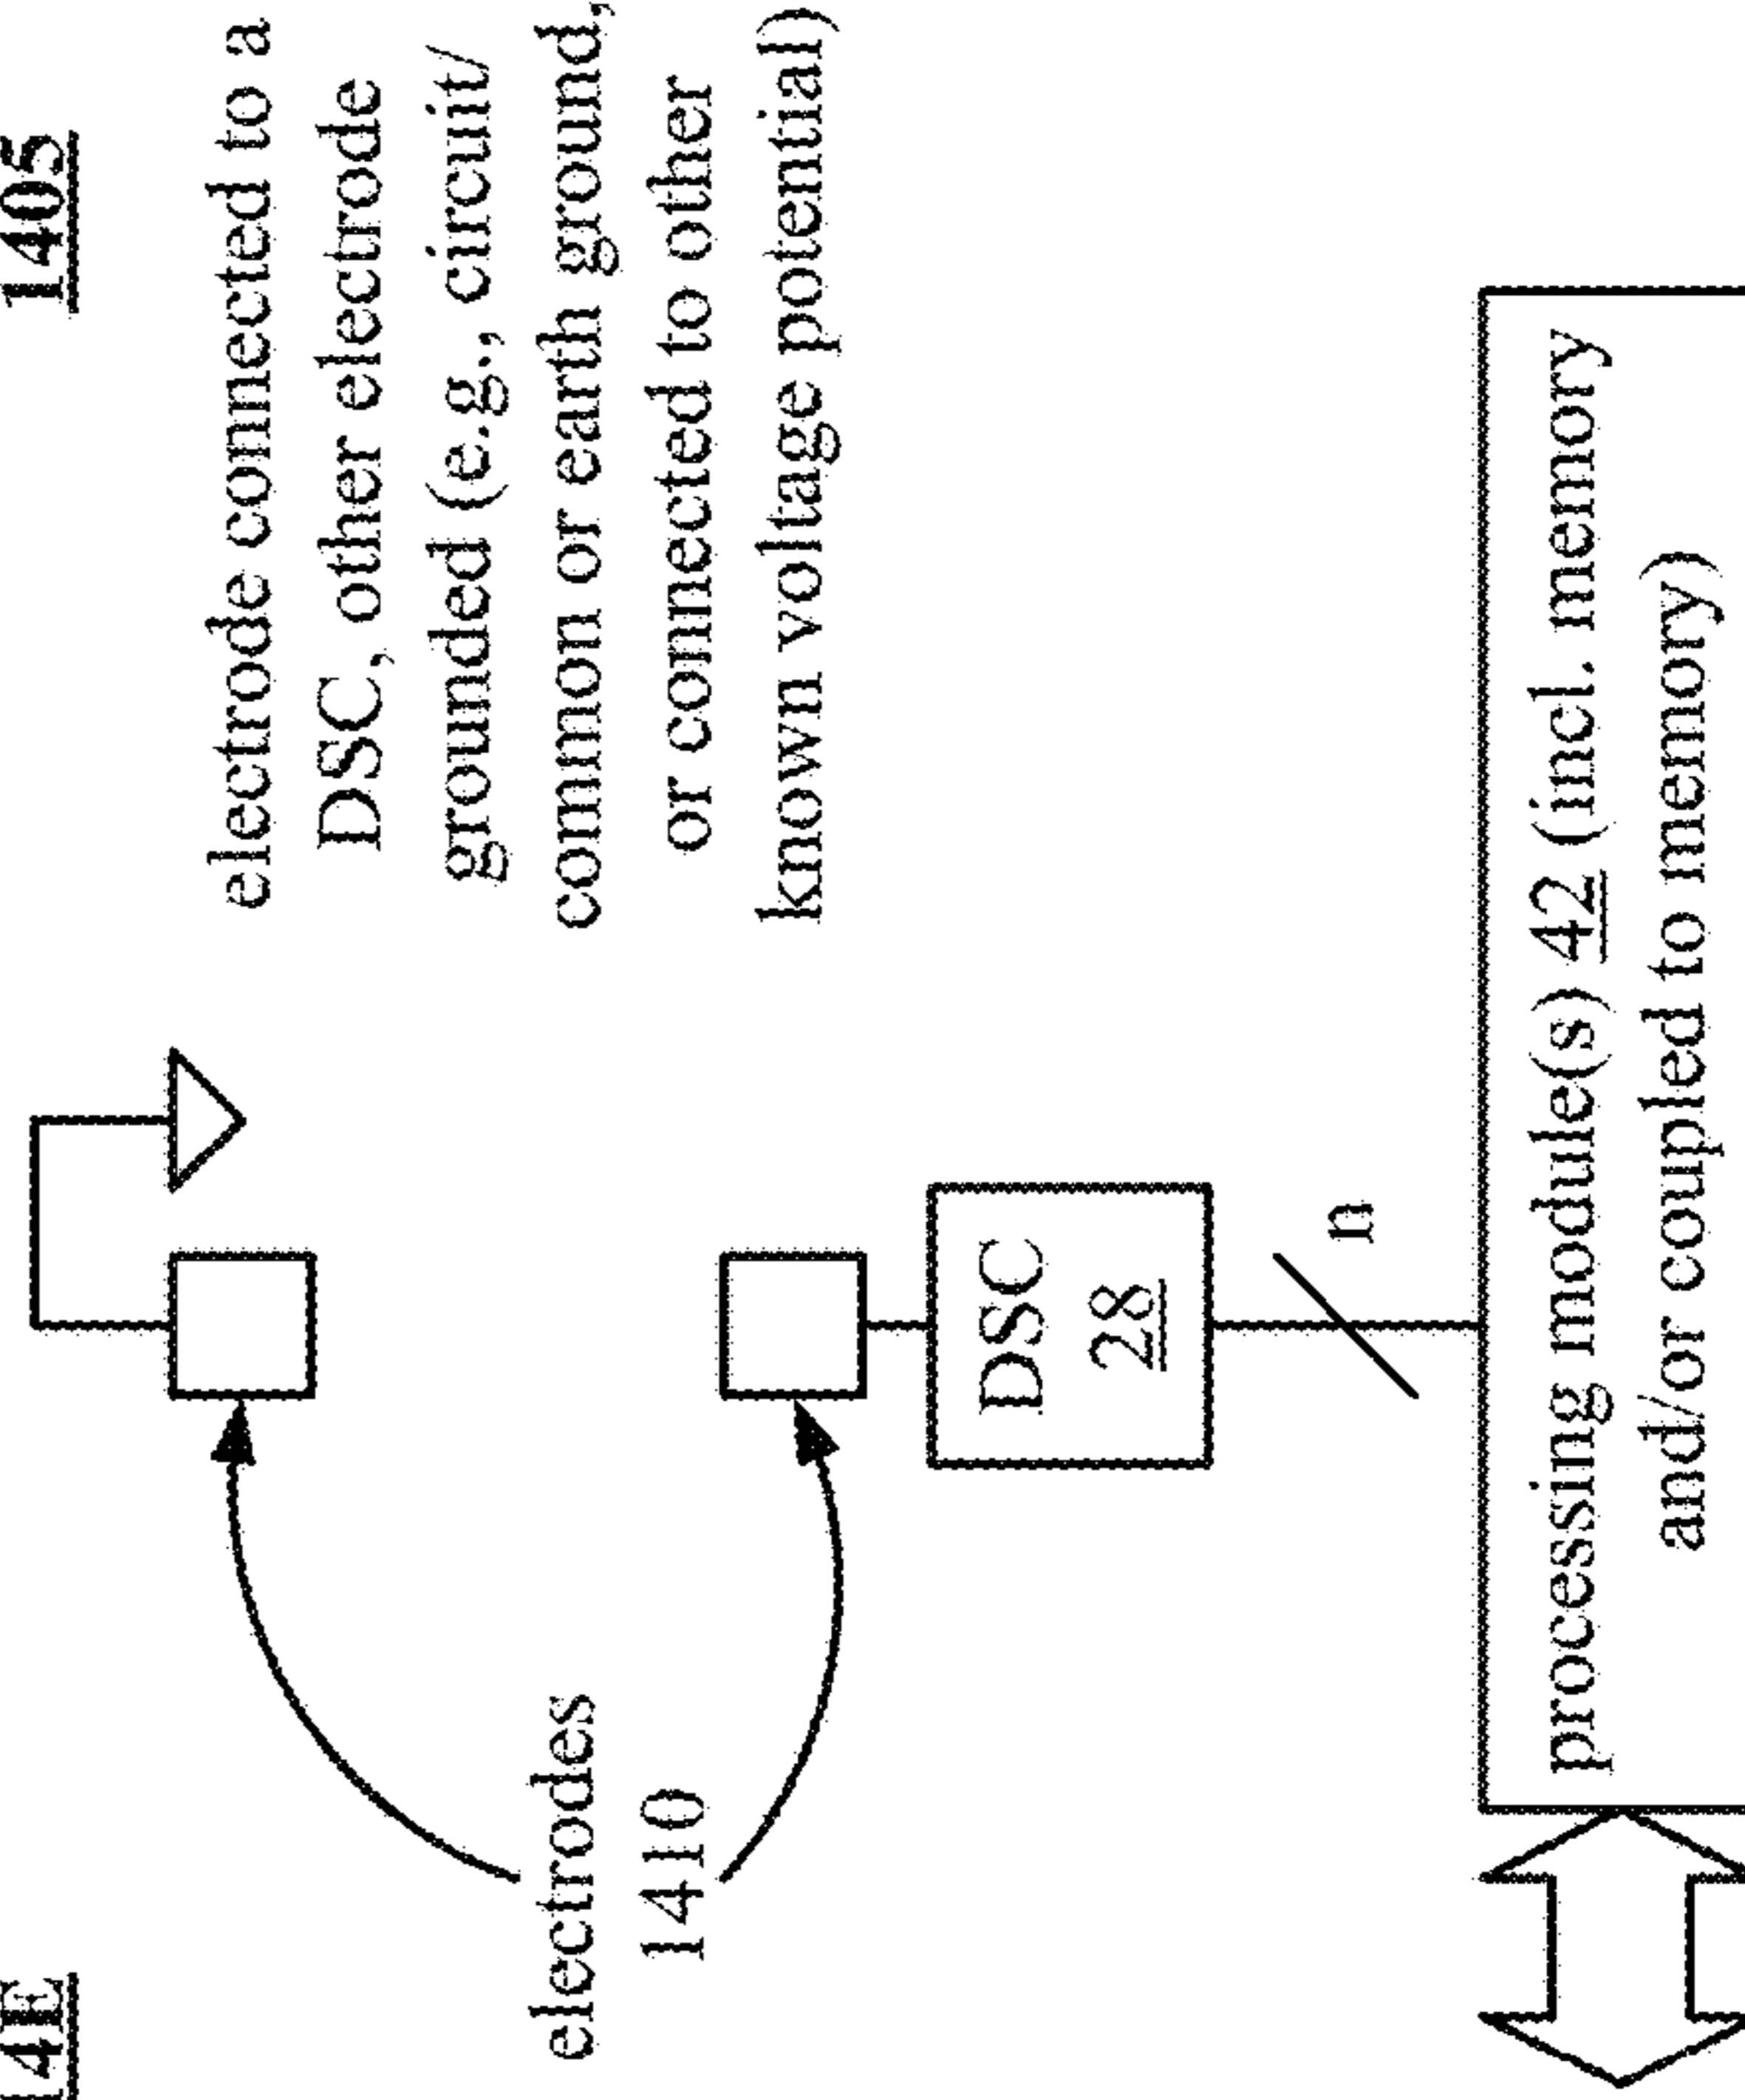 14E
1405
electrode connected to a
DSC, other electrode
grounded (e.g., circuit/
common or earth ground,
or connected to other
known voltage potential)
electrodes
1410
DSC
28
n
processing module(s) 42 (incl. memory
and/or coupled to memory)